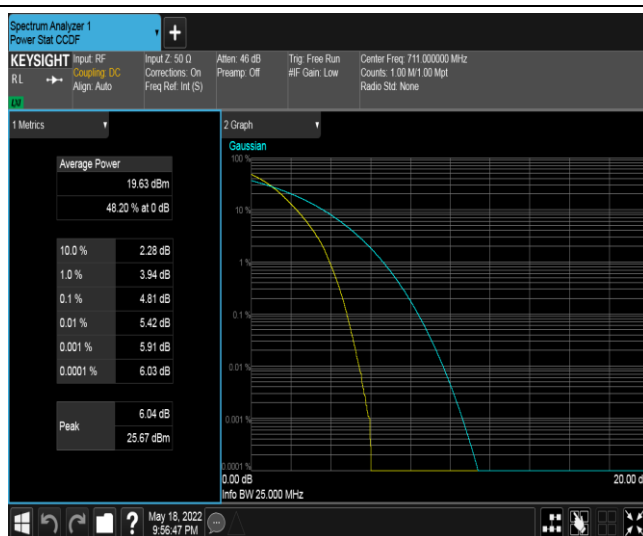 Spectrum Analyzer 1
Power Stat CCDF
+
KEYSIGHT
RL
Input: RF
Coupling: DC
Align: Auto
Input Z: 50 Ω
Corrections: On
Freq Ref: Int (S)
Atten: 46 dB
Preamp: Off
Trig: Free Run
#IF Gain: Low
Center Freq: 711.000000 MHz
Counts: 1.00 M/1.00 Mpt
Radio Std: None
1 Metrics
Average Power
19.63 dBm
48.20 % at 0 dB
10.0 % 2.28 dB
1.0 % 3.94 dB
0.1 % 4.81 dB
0.01 % 5.42 dB
0.001 % 5.91 dB
0.0001 % 6.03 dB
Peak
6.04 dB
25.67 dBm
2 Graph
Gaussian
100 %
10 %
1 %
0.1 %
0.01 %
0.001 %
0.0001 %
0.00 dB
20.00 d
Info BW 25.000 MHz
?
May 18, 2022
9:56:47 PM